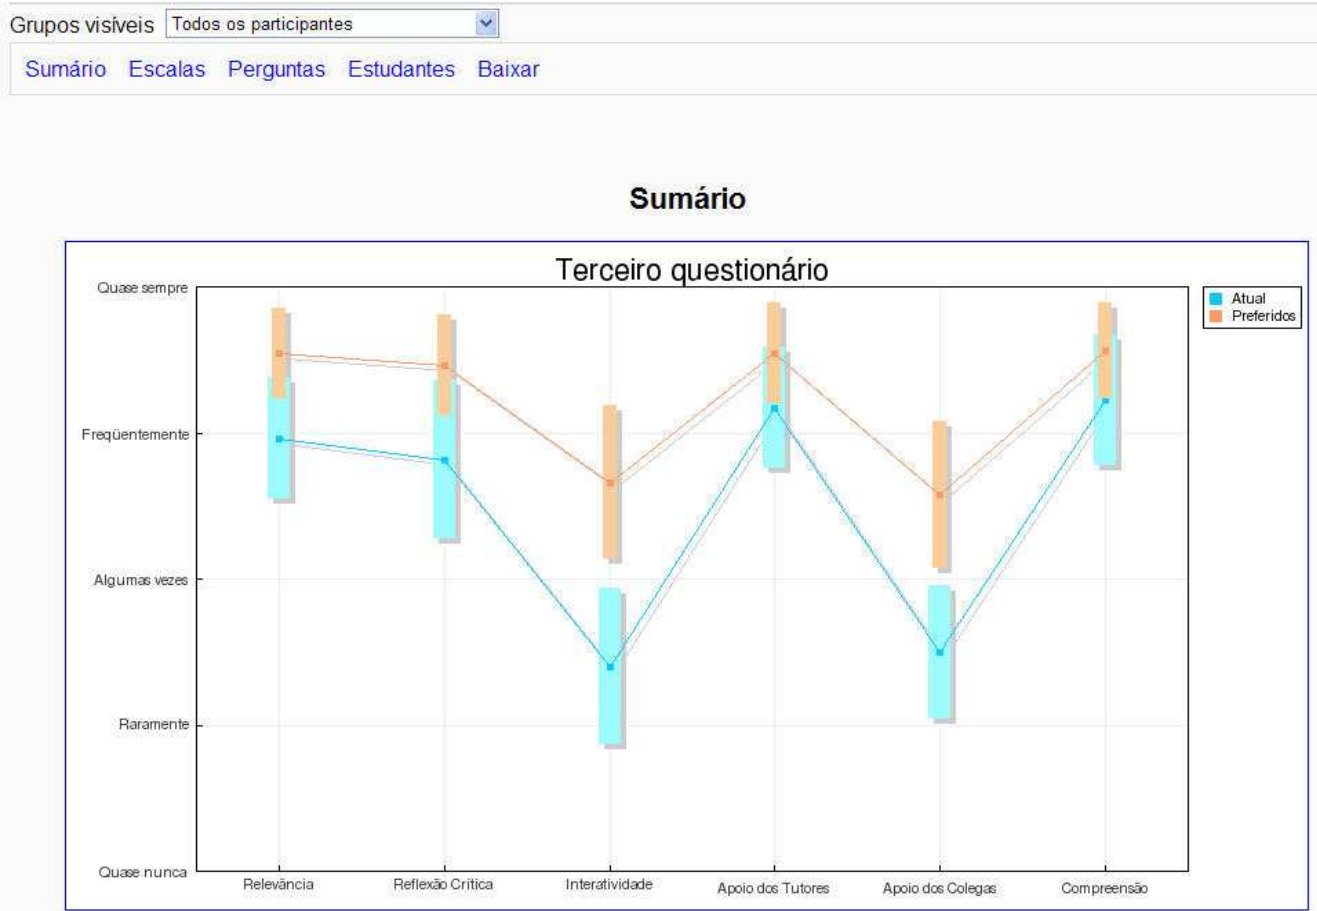 Grupos visíveis Todos os participantes
Sumário Escalas Perguntas Estudantes Baixar
Sumário
Terceiro questionário
Quase sempre
Freqüentemente
Algumas vezes
Raramente
Quase nunca
Atual
Preferidos
Relevância Reflexão Crítica Interatividade Apoio dos Tutores Apoio dos Colegas Compreensão